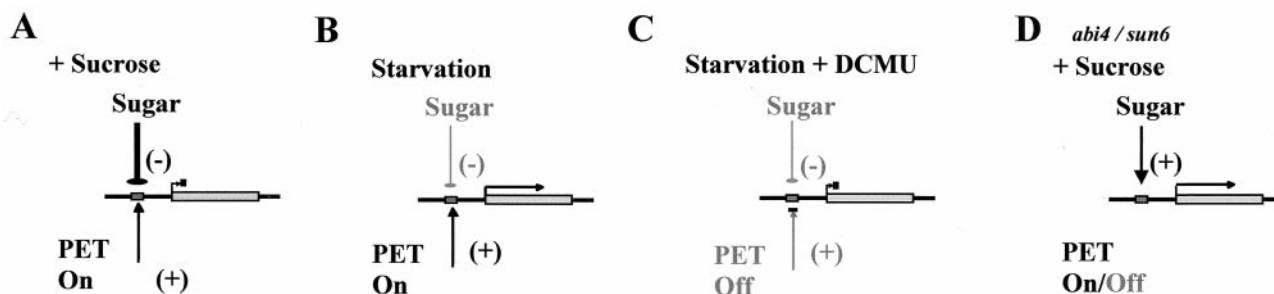 A
+ Sucrose
Sugar
(-)
PET
On
(+)
B
Starvation
Sugar
(-)
PET
On
(+)
C
Starvation + DCMU
Sugar
(-)
PET
Off
(+)
D
abi4 / sun6
+ Sucrose
Sugar
(+)
PET
On/Off